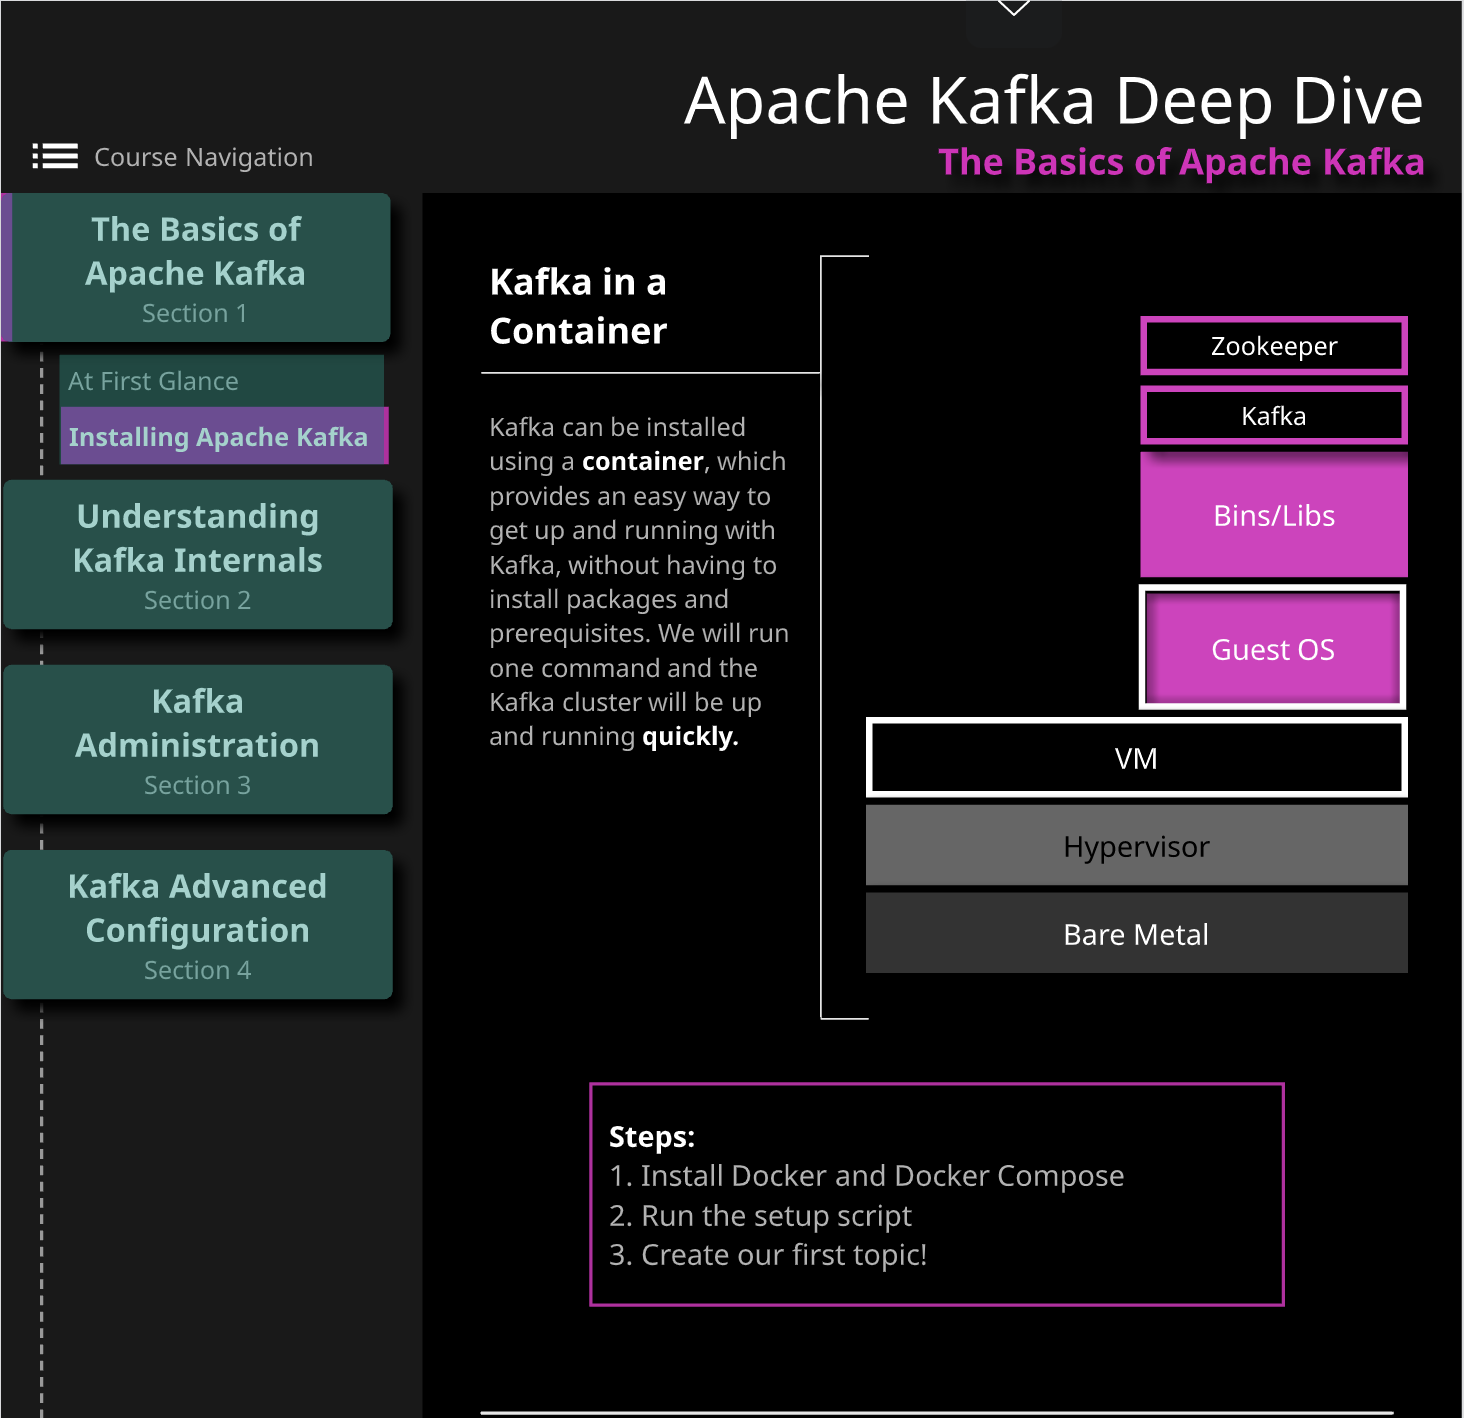 Apache Kafka Deep Dive
The Basics of Apache Kafka
Course Navigation
The Basics of
Apache Kafka
Section 1
At First Glance
Installing Apache Kafka
Understanding
Kafka Internals
Section 2
Kafka
Administration
Section 3
Kafka Advanced
Configuration
Section 4
Kafka in a
Container
Kafka can be installed
using a container, which
provides an easy way to
get up and running with
Kafka, without having to
install packages and
prerequisites. We will run
one command and the
Kafka cluster will be up
and running quickly.
Zookeeper
Kafka
Bins/Libs
Guest OS
VM
Hypervisor
Bare Metal
Steps:
1. Install Docker and Docker Compose
2. Run the setup script
3. Create our first topic!